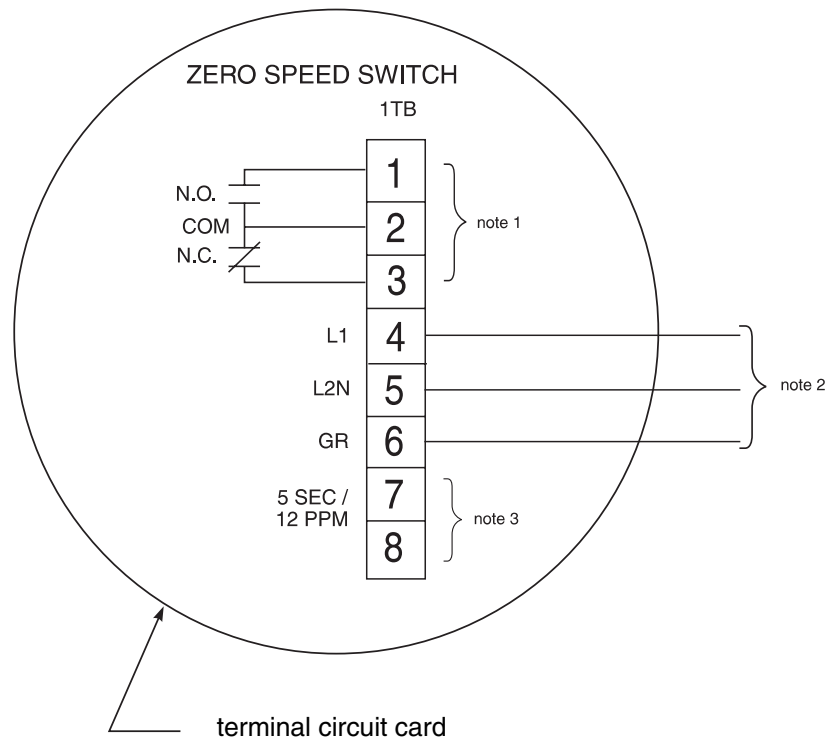 ZERO SPEED SWITCH
1TB
1
N.O.
2
COM
note 1
N.C.
3
L1
4
L2N
5
note 2
GR
6
5 SEC /
12 PPM
7
note 3
8
terminal circuit card